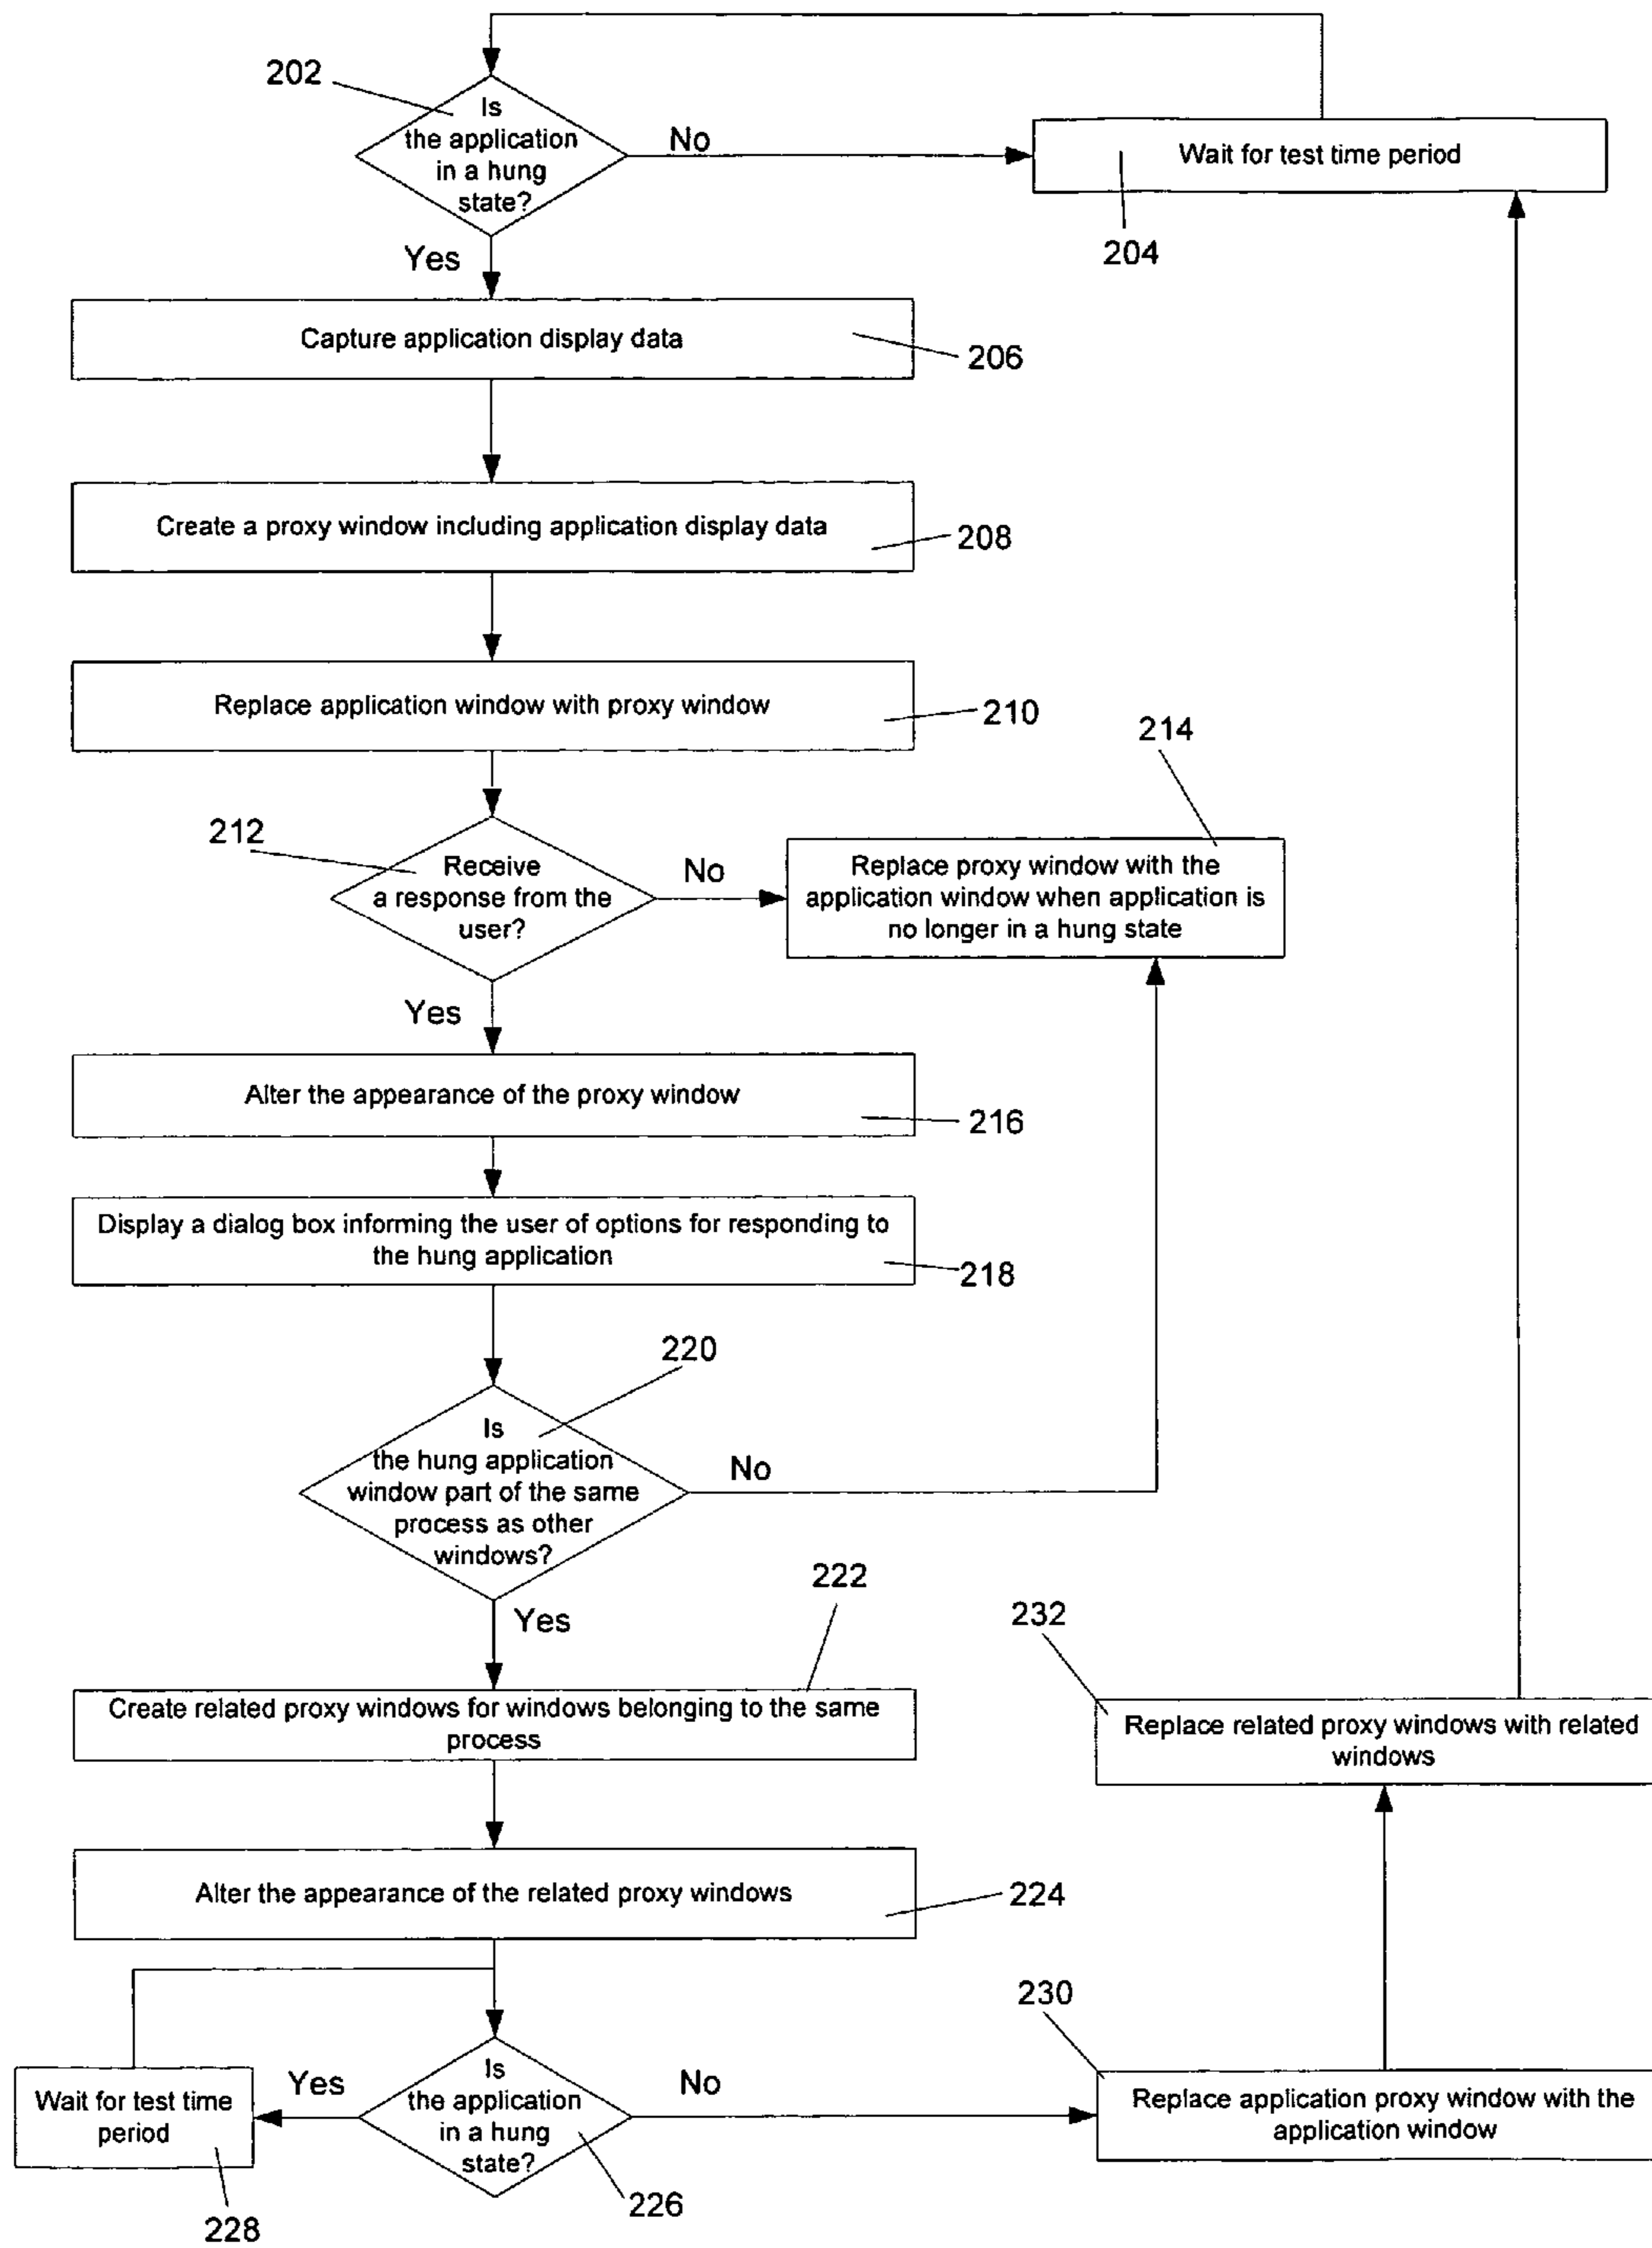 202
Is
the application
in a hung
state?
No
Wait for test time period
204
Yes
Capture application display data
206
Create a proxy window including application display data
208
Replace application window with proxy window
210
214
212
Receive
a response from the
user?
No
Replace proxy window with the
application window when application is
no longer in a hung state
Yes
Alter the appearance of the proxy window
216
Display a dialog box informing the user of options for responding to
the hung application
218
220
Is
the hung application
window part of the same
process as other
windows?
No
Yes
222
Create related proxy windows for windows belonging to the same
process
232
Replace related proxy windows with related
windows
Alter the appearance of the related proxy windows
224
230
Is
the application
in a hung
state?
Yes
No
Wait for test time
period
Replace application proxy window with the
application window
226
228